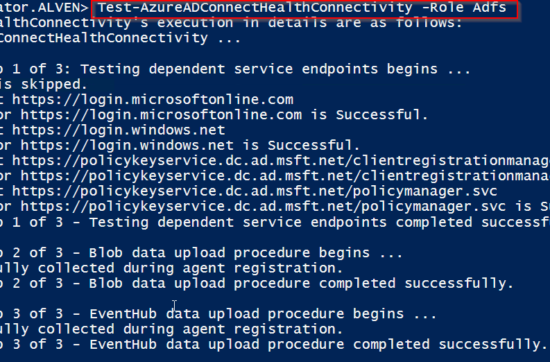 ator.ALVEN> Test-AzureADConnectHealthConnectivity -Role Adfs
althConnectivity's execution in details are as follows:
ConnectHealthConnectivity ...
p 1 of 3: Testing dependent service endpoints begins ...
is skipped.
t https://login.microsoftonline.com
or https://login.microsoftonline.com is Successful.
t https://login.windows.net
or https://login.windows.net is Successful.
t https://policykeyservice.dc.ad.msft.net/clientregistrationmanage
or https://policykeyservice.dc.ad.msft.net/clientregistrationmana
t https://policykeyservice.dc.ad.msft.net/policymanager.svc
or https://policykeyservice.dc.ad.msft.net/policymanager.svc is Su
p 1 of 3 - Testing dependent service endpoints completed successf
p 2 of 3 - Blob data upload procedure begins ...
ully collected during agent registration.
p 2 of 3 - Blob data upload procedure completed successfully.
p 3 of 3 - EventHub data upload procedure begins ...
ully collected during agent registration.
p 3 of 3 - EventHub data upload procedure completed successfully.